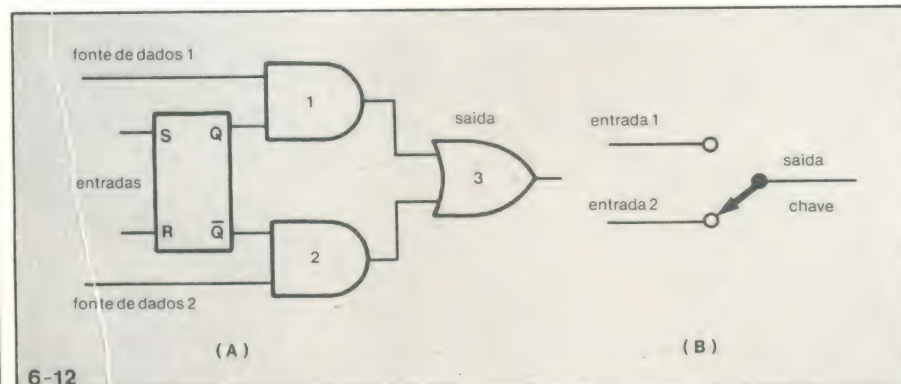 fonte de dados 1
1
S Q
entradas
R Q̅
2
fonte de dados 2
saida
3
(A)
entrada 1
saida
entrada 2
chave
(B)
6-12